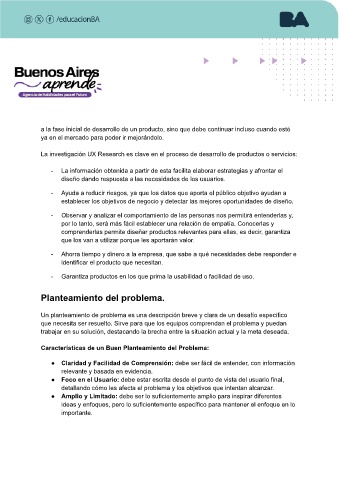 /educacionBA
BA
Buenos Aires
aprende
Agencia de Habilidades para el Futuro
a la fase inicial de desarrollo de un producto, sino que debe continuar incluso cuando esté
ya en el mercado para poder ir mejorándolo.
La investigación UX Research es clave en el proceso de desarrollo de productos o servicios:
- La información obtenida a partir de esta facilita elaborar estrategias y afrontar el
diseño dando respuesta a las necesidades de los usuarios.
- Ayuda a reducir riesgos, ya que los datos que aporta el público objetivo ayudan a
establecer los objetivos de negocio y detectar las mejores oportunidades de diseño.
- Observar y analizar el comportamiento de las personas nos permitirá entenderlas y,
por lo tanto, será más fácil establecer una relación de empatía. Conocerlas y
comprenderlas permite diseñar productos relevantes para ellas, es decir, garantiza
que los van a utilizar porque les aportarán valor.
- Ahorra tiempo y dinero a la empresa, que sabe a qué necesidades debe responder e
identificar el producto que necesitan.
- Garantiza productos en los que prima la usabilidad o facilidad de uso.
Planteamiento del problema.
Un planteamiento de problema es una descripción breve y clara de un desafío específico
que necesita ser resuelto. Sirve para que los equipos comprendan el problema y puedan
trabajar en su solución, destacando la brecha entre la situación actual y la meta deseada.
Características de un Buen Planteamiento del Problema:
● Claridad y Facilidad de Comprensión: debe ser fácil de entender, con información
relevante y basada en evidencia.
● Foco en el Usuario: debe estar escrita desde el punto de vista del usuario final,
detallando cómo les afecta el problema y los objetivos que intentan alcanzar.
● Amplio y Limitado: debe ser lo suficientemente amplio para inspirar diferentes
ideas y enfoques, pero lo suficientemente específico para mantener el enfoque en lo
importante.